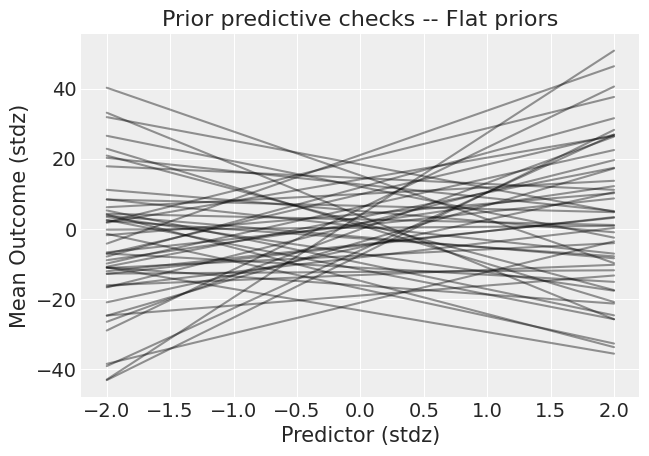 Prior predictive checks -- Flat priors
Mean Outcome (stdz)
40
20
0
−20
−40
−2.0 −1.5 −1.0 −0.5 0.0 0.5 1.0 1.5 2.0
Predictor (stdz)